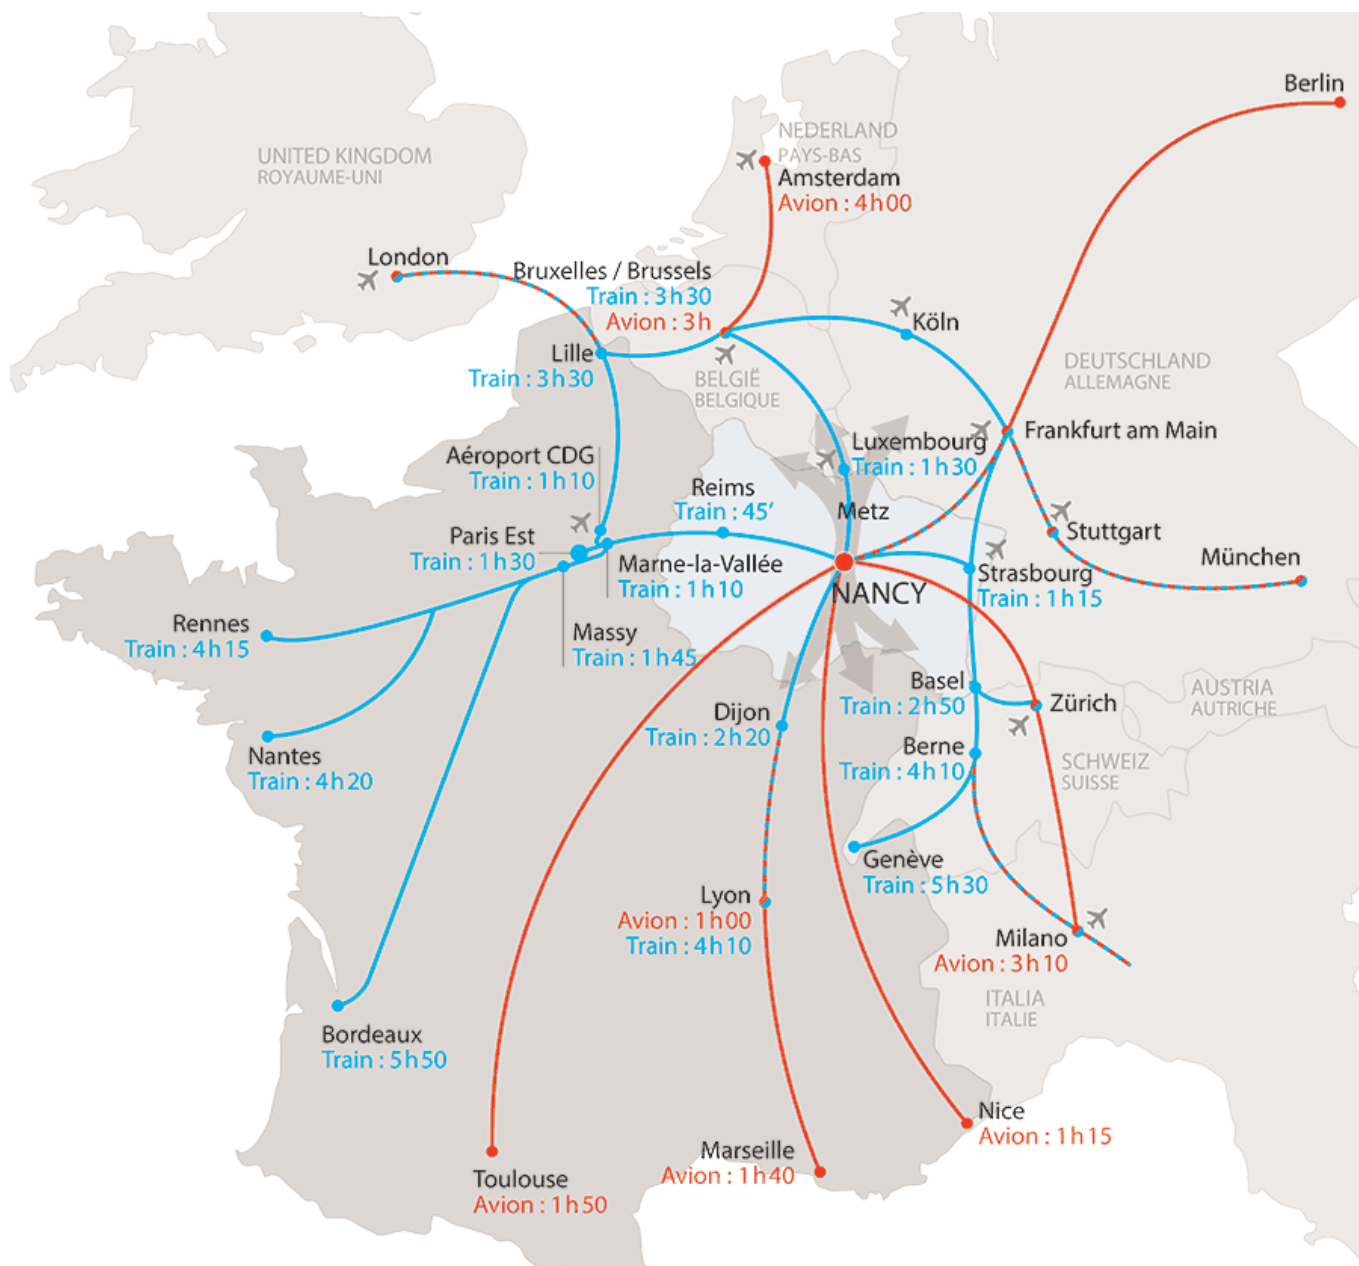 Berlin
NEDERLAND
PAYS-BAS
UNITED KINGDOM
ROYAUME-UNI
Amsterdam
Avion : 4h00
London
Bruxelles / Brussels
Train : 3h30
Avion : 3h
Köln
Lille
Train : 3h30
BELGIË
BELGIQUE
DEUTSCHLAND
ALLEMAGNE
Frankfurt am Main
Luxembourg
Train : 1h30
Aéroport CDG
Train : 1h10
Reims
Train : 45'
Metz
Paris Est
Train : 1h30
Marne-la-Vallée
Train : 1h10
Stuttgart
München
Strasbourg
Train : 1h15
NANCY
Rennes
Train : 4h15
Massy
Train : 1h45
Basel
Train : 2h50
Zürich
AUSTRIA
AUTRICHE
Dijon
Train : 2h20
Berne
Train : 4h10
SCHWEIZ
SUISSE
Nantes
Train : 4h20
Genève
Train : 5h30
Lyon
Avion : 1h00
Train : 4h10
Milano
Avion : 3h10
ITALIA
ITALIE
Bordeaux
Train : 5h50
Nice
Avion : 1h15
Marseille
Avion : 1h40
Toulouse
Avion : 1h50